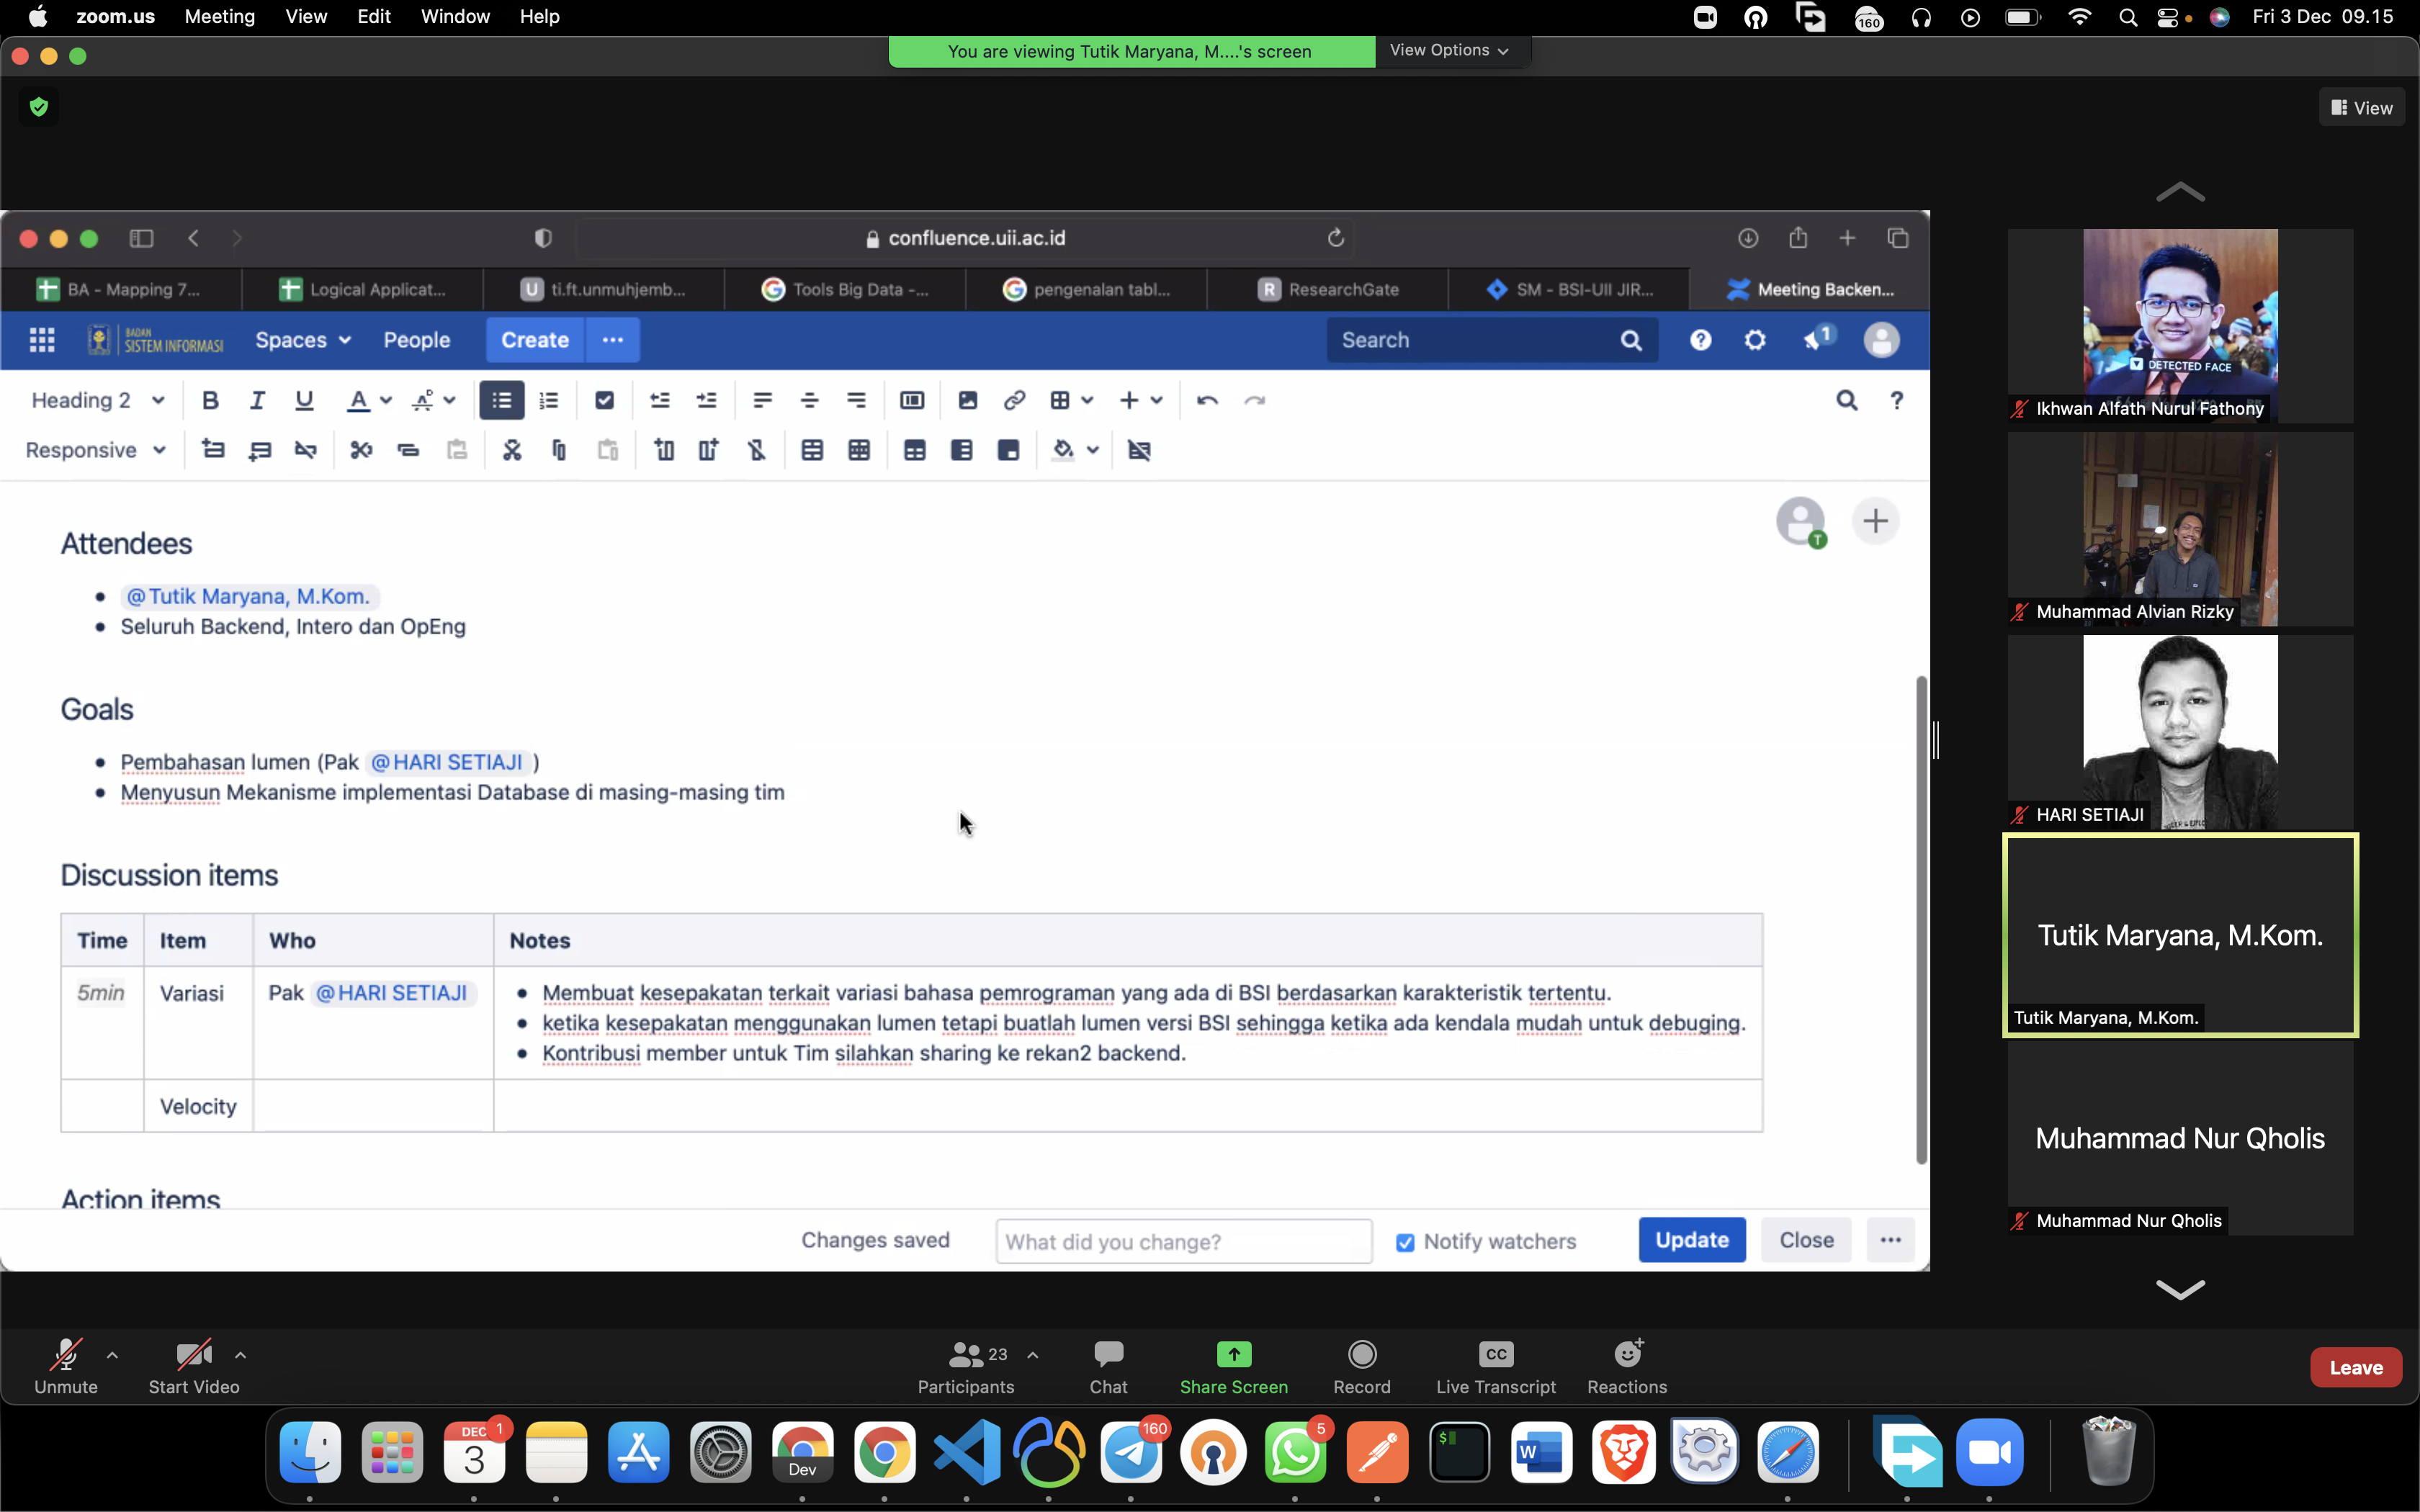 zoom.us Meeting View Edit Window Help
160
Fri 3 Dec 09.15
You are viewing Tutik Maryana, M....'s screen
View Options
View
confluence.uii.ac.id
BA - Mapping 7...
Logical Applicat...
U ti.ft.unmuhjemb...
Tools Big Data -...
pengenalan tabl...
R ResearchGate
SM - BSI-UII JIR...
Meeting Backen...
BADAN
SISTEM INFORMASI
Spaces
People
Create
Search
1
Heading 2
Responsive
Attendees
@Tutik Maryana, M.Kom.
Seluruh Backend, Intero dan OpEng
T
Goals
Pembahasan lumen (Pak @HARI SETIAJI )
Menyusun Mekanisme implementasi Database di masing-masing tim
Discussion items
Time Item Who Notes
5min Variasi Pak @HARI SETIAJI
Membuat kesepakatan terkait variasi bahasa pemrograman yang ada di BSI berdasarkan karakteristik tertentu.
ketika kesepakatan menggunakan lumen tetapi buatlah lumen versi BSI sehingga ketika ada kendala mudah untuk debuging.
Kontribusi member untuk Tim silahkan sharing ke rekan2 backend.
Velocity
Action items
Changes saved
What did you change?
Notify watchers
Update
Close
DETECTED FACE
Ikhwan Alfath Nurul Fathony
Muhammad Alvian Rizky
HARI SETIAJI
Tutik Maryana, M.Kom.
Tutik Maryana, M.Kom.
Muhammad Nur Qholis
Muhammad Nur Qholis
Unmute
Start Video
23
Participants
Chat
Share Screen
Record
CC
Live Transcript
Reactions
Leave
DEC
3
1
Dev
160
5
$
W